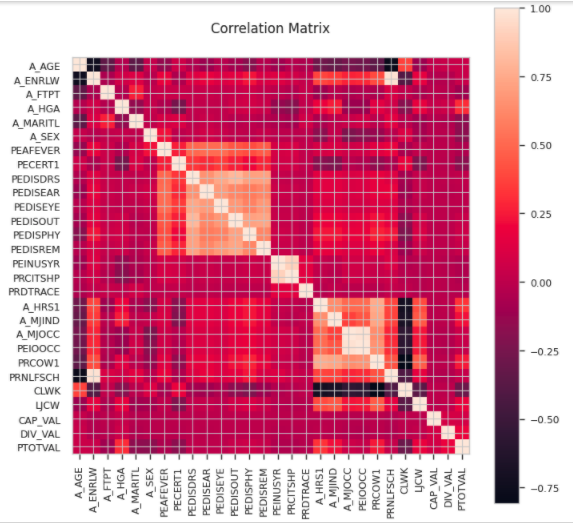 Correlation Matrix
A_AGE
A_ENRLW
A_FTPT
A_HGA
A_MARITL
A_SEX
PEAFEVER
PECERT1
PEDISDRS
PEDISEAR
PEDISEYE
PEDISOUT
PEDISPHY
PEDISREM
PEINUSYR
PRCITSHP
PRDTRACE
A_HRS1
A_MJIND
A_MJOCC
PEIOOCC
PRCOW1
PRNLFSCH
CLWK
LJCW
CAP_VAL
DIV_VAL
PTOTVAL
A_AGE
A_ENRLW
A_FTPT
A_HGA
A_MARITL
A_SEX
PEAFEVER
PECERT1
PEDISDRS
PEDISEAR
PEDISEYE
PEDISOUT
PEDISPHY
PEDISREM
PEINUSYR
PRCITSHP
PRDTRACE
A_HRS1
A_MJIND
A_MJOCC
PEIOOCC
PRCOW1
PRNLFSCH
CLWK
LJCW
CAP_VAL
DIV_VAL
PTOTVAL
1.00
0.75
0.50
0.25
0.00
−0.25
−0.50
−0.75